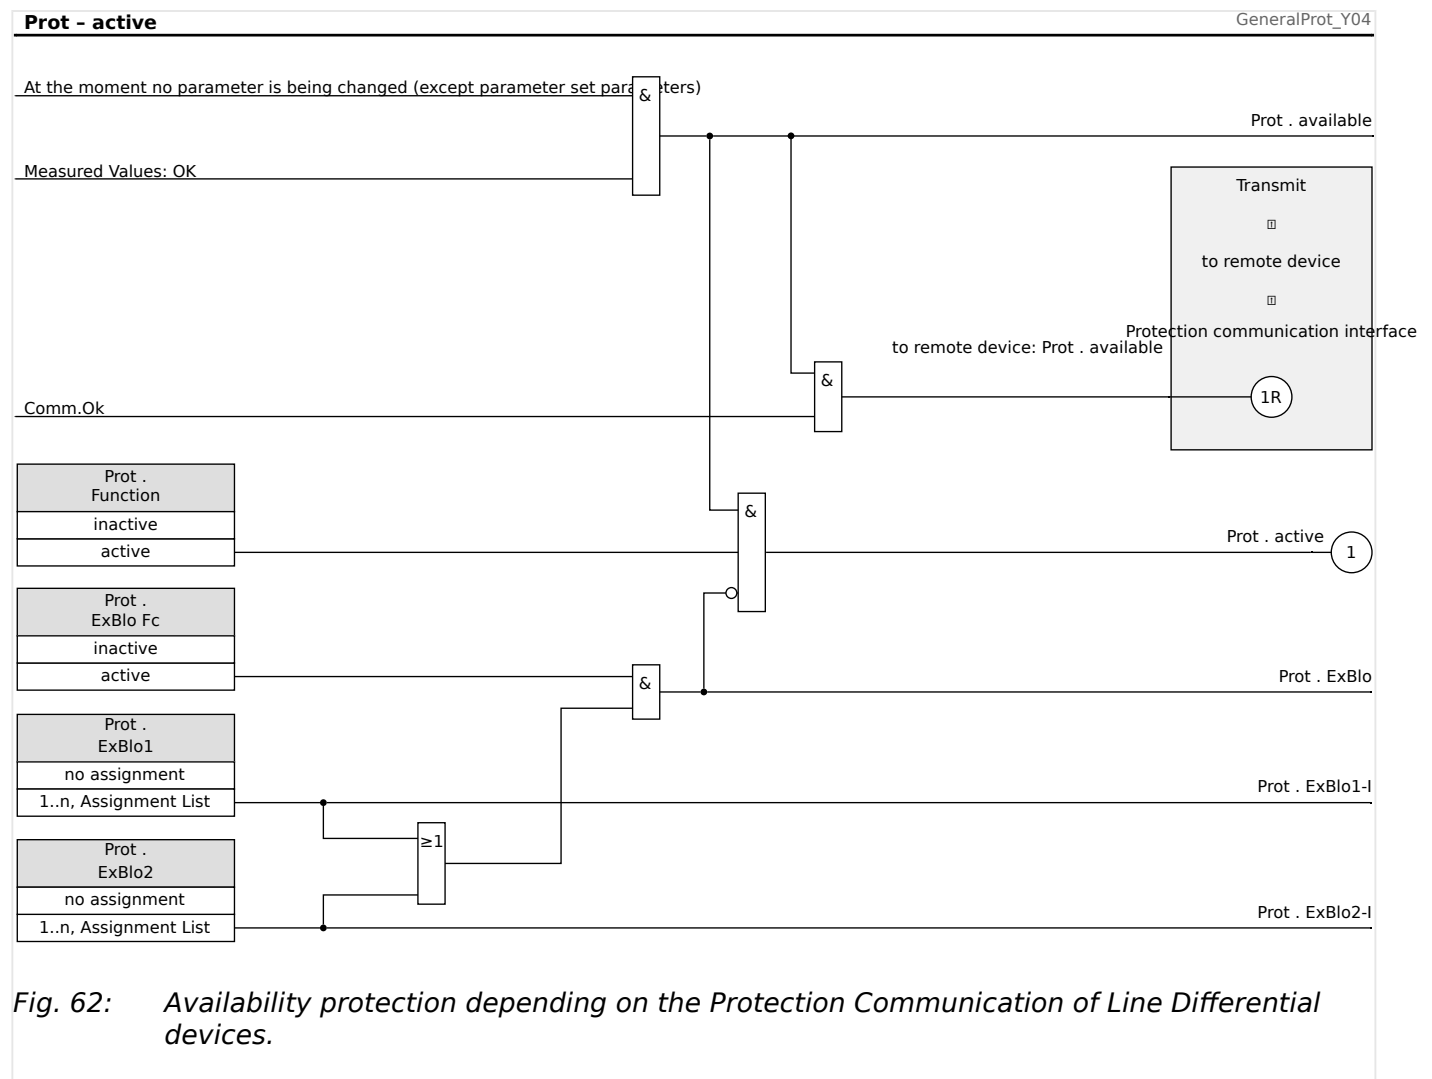 Prot – active
GeneralProt_Y04
At the moment no parameter is being changed (except parameter set parameters)
&
Prot . available
Measured Values: OK
Transmit
to remote device
Protection communication interface
to remote device: Prot . available
&
1R
Comm.Ok
Prot .
Function
inactive
active
&
Prot . active
1
Prot .
ExBlo Fc
inactive
active
&
Prot . ExBlo
Prot .
ExBlo1
no assignment
1..n, Assignment List
Prot . ExBlo1-I
≥1
Prot .
ExBlo2
no assignment
1..n, Assignment List
Prot . ExBlo2-I
Fig. 62: Availability protection depending on the Protection Communication of Line Differential
devices.